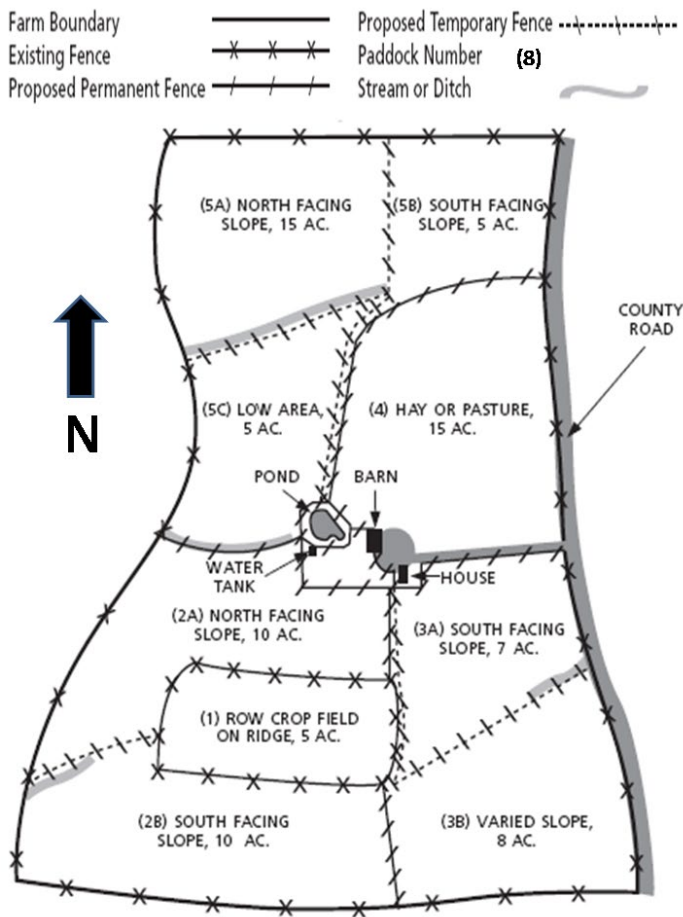 Farm Boundary
Existing Fence
Proposed Permanent Fence
Proposed Temporary Fence
Paddock Number (8)
Stream or Ditch
(5A) NORTH FACING
SLOPE, 15 AC.
(5B) SOUTH FACING
SLOPE, 5 AC.
COUNTY
ROAD
N
(5C) LOW AREA,
5 AC.
(4) HAY OR PASTURE,
15 AC.
POND
BARN
WATER
TANK
HOUSE
(2A) NORTH FACING
SLOPE, 10 AC.
(3A) SOUTH FACING
SLOPE, 7 AC.
(1) ROW CROP FIELD
ON RIDGE, 5 AC.
(2B) SOUTH FACING
SLOPE, 10 AC.
(3B) VARIED SLOPE,
8 AC.